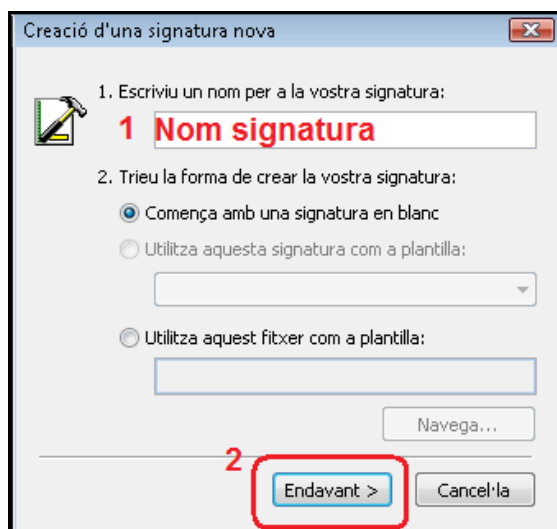 Creació d'una signatura nova
1. Escriviu un nom per a la vostra signatura:
1 Nom signatura
2. Trieu la forma de crear la vostra signatura:
Comença amb una signatura en blanc
Utilitza aquesta signatura com a plantilla:
Utilitza aquest fitxer com a plantilla:
Navega...
2
Endavant > Cancel·la